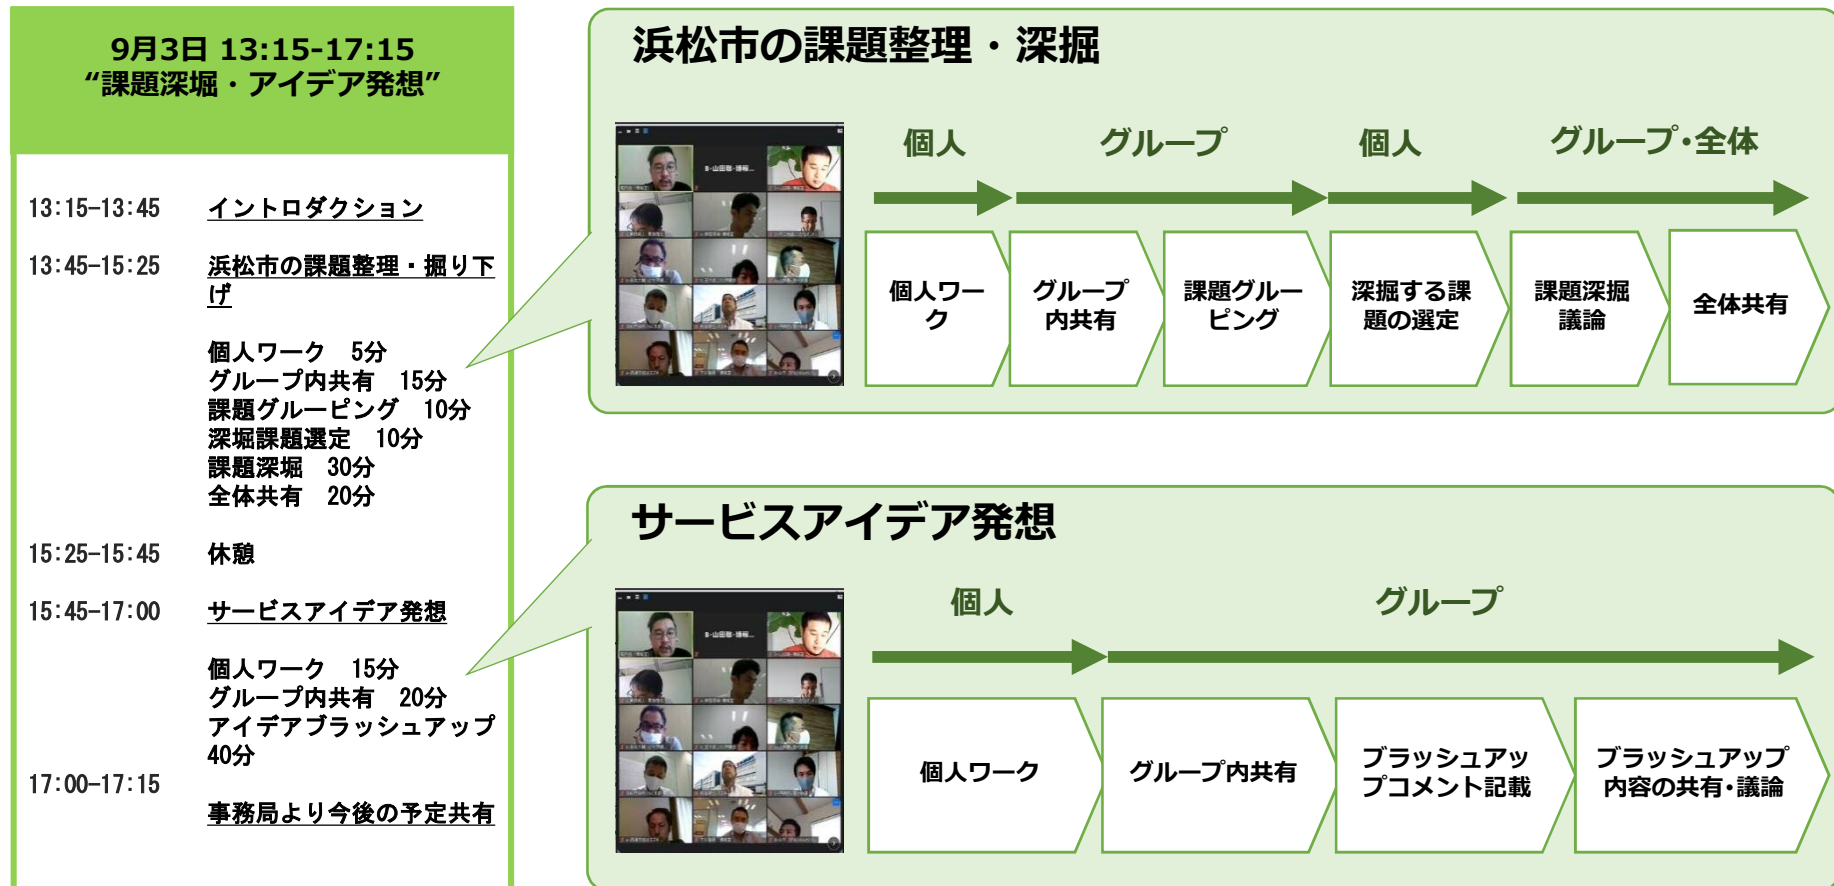 9月3日 13:15-17:15
“課題深堀・アイデア発想”
13:15-13:45 イントロダクション
13:45-15:25 浜松市の課題整理・掘り下
げ
個人ワーク 5分
グループ内共有 15分
課題グルーピング 10分
深堀課題選定 10分
課題深堀 30分
全体共有 20分
15:25-15:45 休憩
15:45-17:00 サービスアイデア発想
個人ワーク 15分
グループ内共有 20分
アイデアブラッシュアップ
40分
17:00-17:15
事務局より今後の予定共有
浜松市の課題整理・深掘
個人 グループ 個人 グループ・全体
個人ワー
ク
グループ
内共有
課題グルー
ピング
深掘する課
題の選定
課題深掘
議論
全体共有
サービスアイデア発想
個人 グループ
個人ワーク
グループ内共有
ブラッシュアッ
プコメント記載
ブラッシュアップ
内容の共有・議論